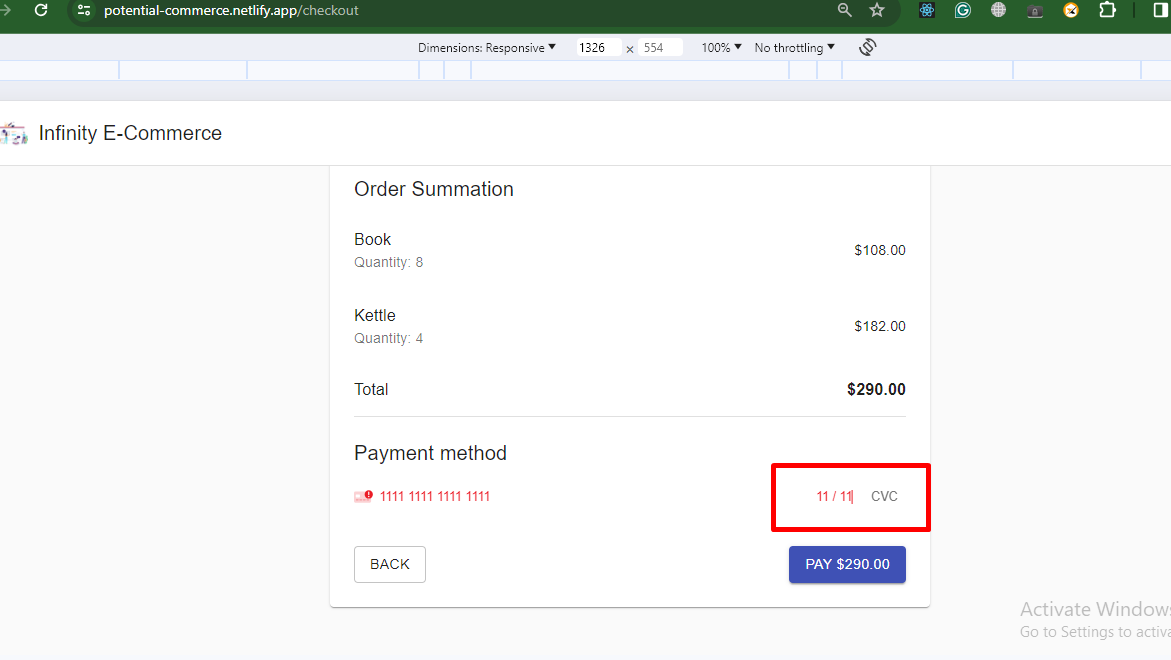 potential-commerce.netlify.app/checkout
Dimensions: Responsive 1326 × 554 100% No throttling
Infinity E-Commerce
Order Summation
Book
$108.00
Quantity: 8
Kettle
$182.00
Quantity: 4
Total $290.00
Payment method
1111 1111 1111 1111 11 / 11 CVC
BACK PAY $290.00
Activate Windows
Go to Settings to activa